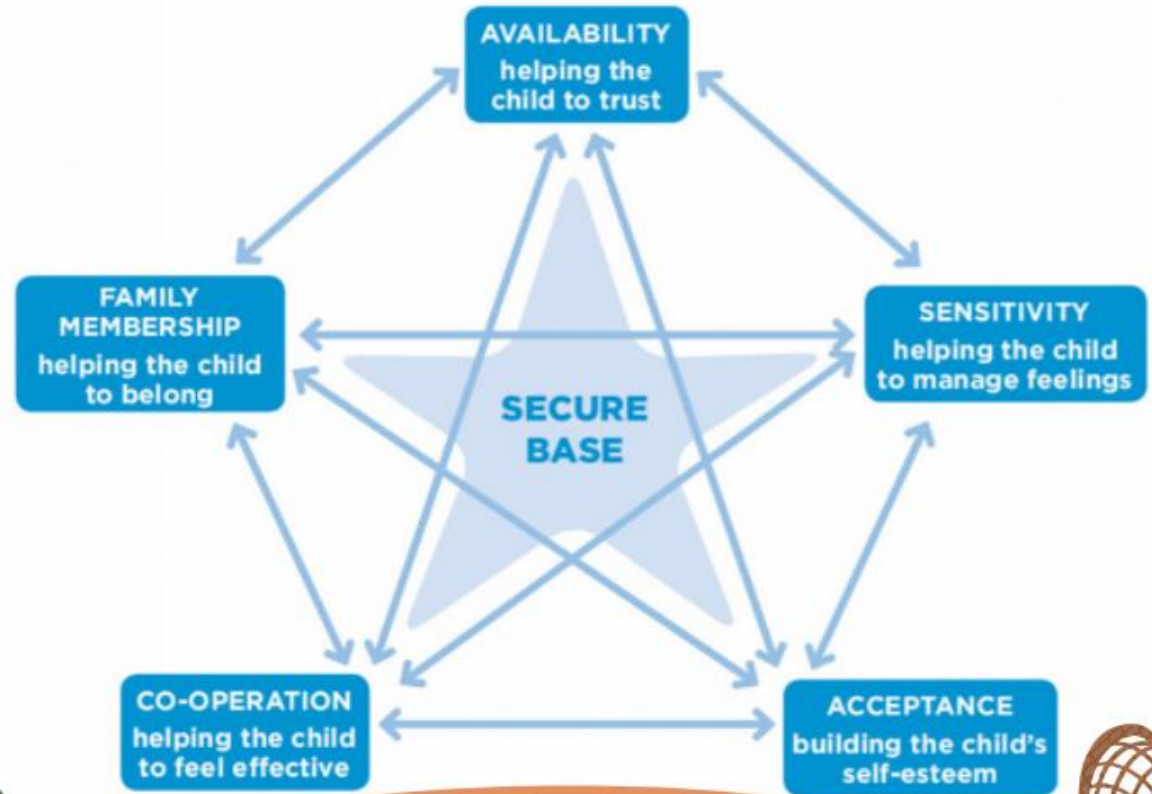 AVAILABILITY
helping the
child to trust
FAMILY
MEMBERSHIP
helping the child
to belong
SENSITIVITY
helping the child
to manage feelings
SECURE
BASE
CO-OPERATION
helping the child
to feel effective
ACCEPTANCE
building the child's
self-esteem